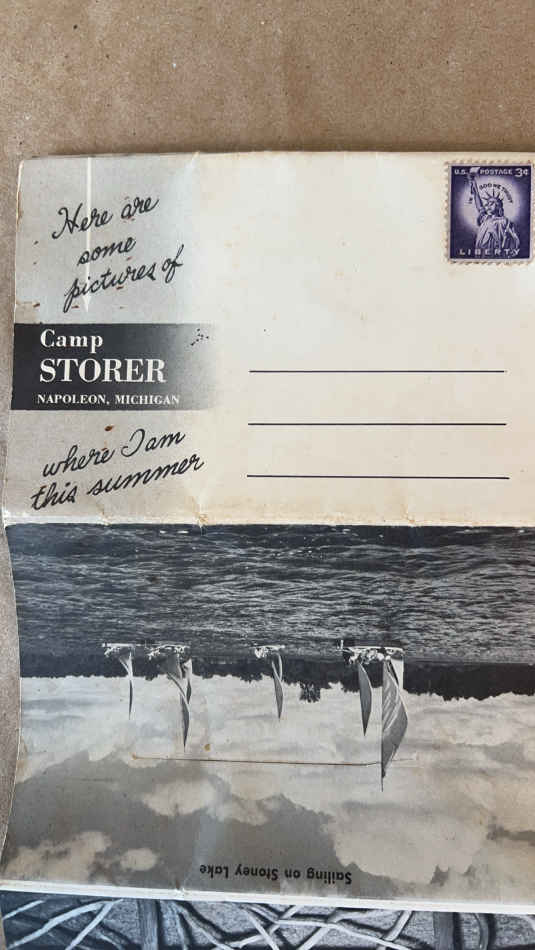 U.S. POSTAGE 3¢
IN GOD WE TRUST
LIBERTY
Here are
some
pictures of
Camp
STORER
NAPOLEON, MICHIGAN
where I am
this summer
Sailing on Stoney Lake